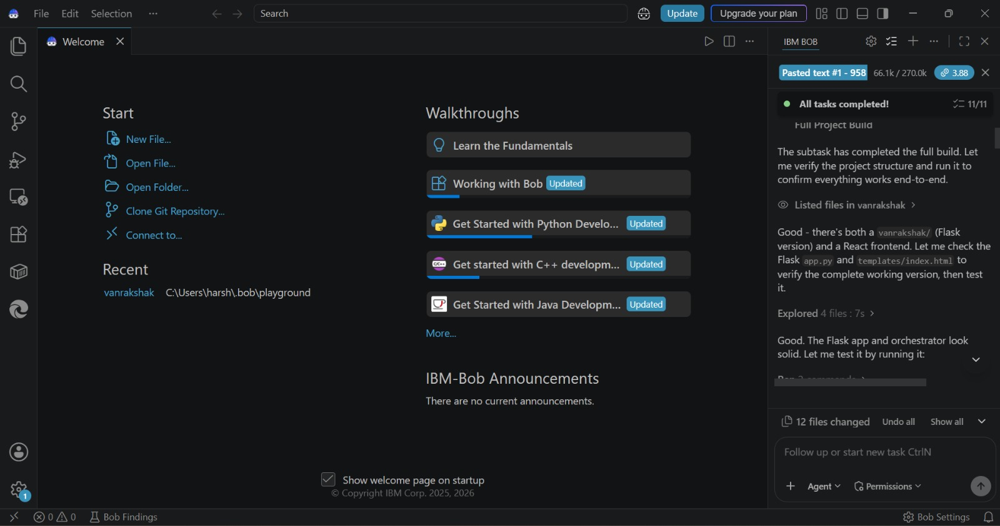 File Edit Selection ···
Search
Update
Upgrade your plan
Welcome
IBM BOB
Pasted text #1 - 958 66.1k / 270.0k 3.88
All tasks completed! 11/11
Full Project Build
The subtask has completed the full build. Let
me verify the project structure and run it to
confirm everything works end-to-end.
Listed files in vanrakshak >
Good - there's both a vanrakshak/ (Flask
version) and a React frontend. Let me check the
Flask app.py and templates/index.html to
verify the complete working version, then test
it.
Explored 4 files : 7s >
Good. The Flask app and orchestrator look
solid. Let me test it by running it:
Ran 2 commands >
12 files changed Undo all Show all
Follow up or start new task CtrlN
Agent Permissions
Start
New File...
Open File...
Open Folder...
Clone Git Repository...
Connect to...
Recent
vanrakshak C:\Users\harsh\.bob\playground
Walkthroughs
Learn the Fundamentals
Working with Bob Updated
Get Started with Python Develo... Updated
C/C++ Get started with C++ developm... Updated
Get Started with Java Developm... Updated
More...
IBM-Bob Announcements
There are no current announcements.
Show welcome page on startup
© Copyright IBM Corp. 2025, 2026
1
0 0 Bob Findings
Bob Settings